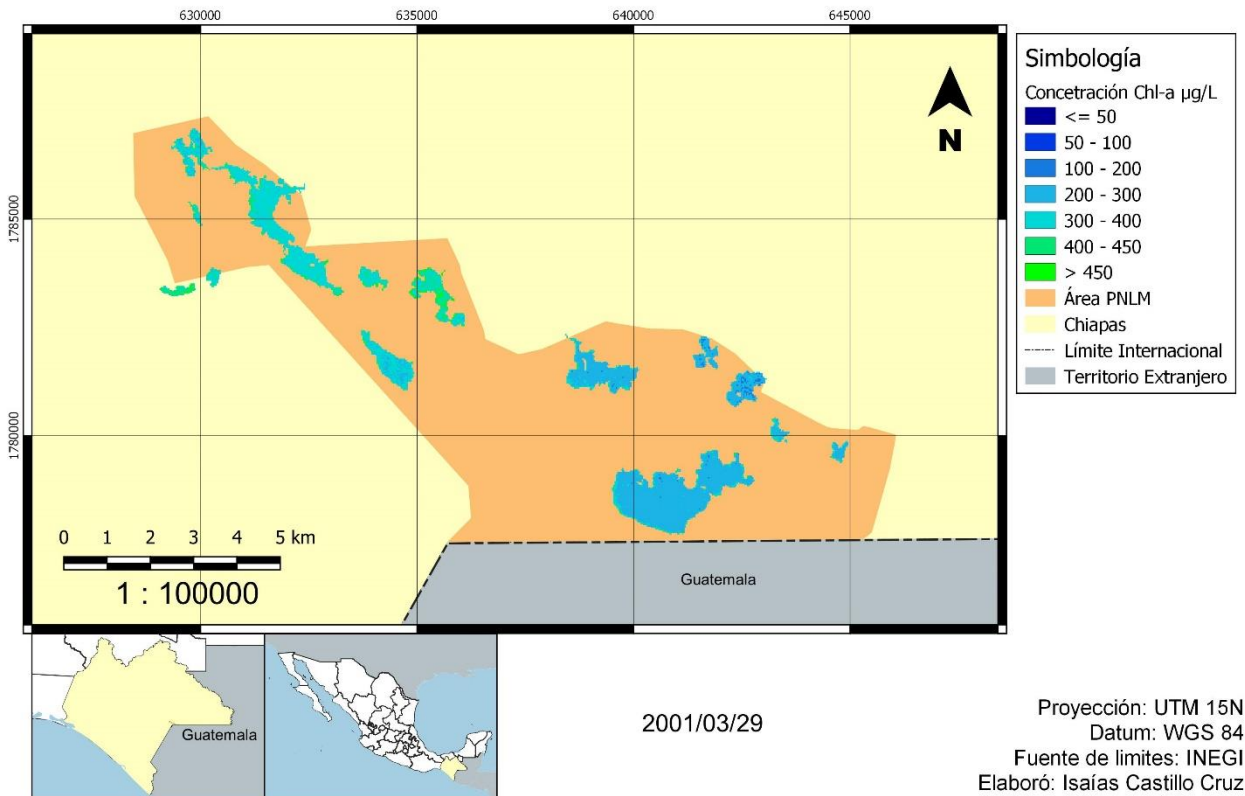 630000
635000
640000
645000
1785000
1780000
N
0 1 2 3 4 5 km
1 : 100000
Guatemala
Simbología
Concetración Chl-a µg/L
<= 50
50 - 100
100 - 200
200 - 300
300 - 400
400 - 450
> 450
Área PNLM
Chiapas
Límite Internacional
Territorio Extranjero
Guatemala
2001/03/29
Proyección: UTM 15N
Datum: WGS 84
Fuente de limites: INEGI
Elaboró: Isaías Castillo Cruz